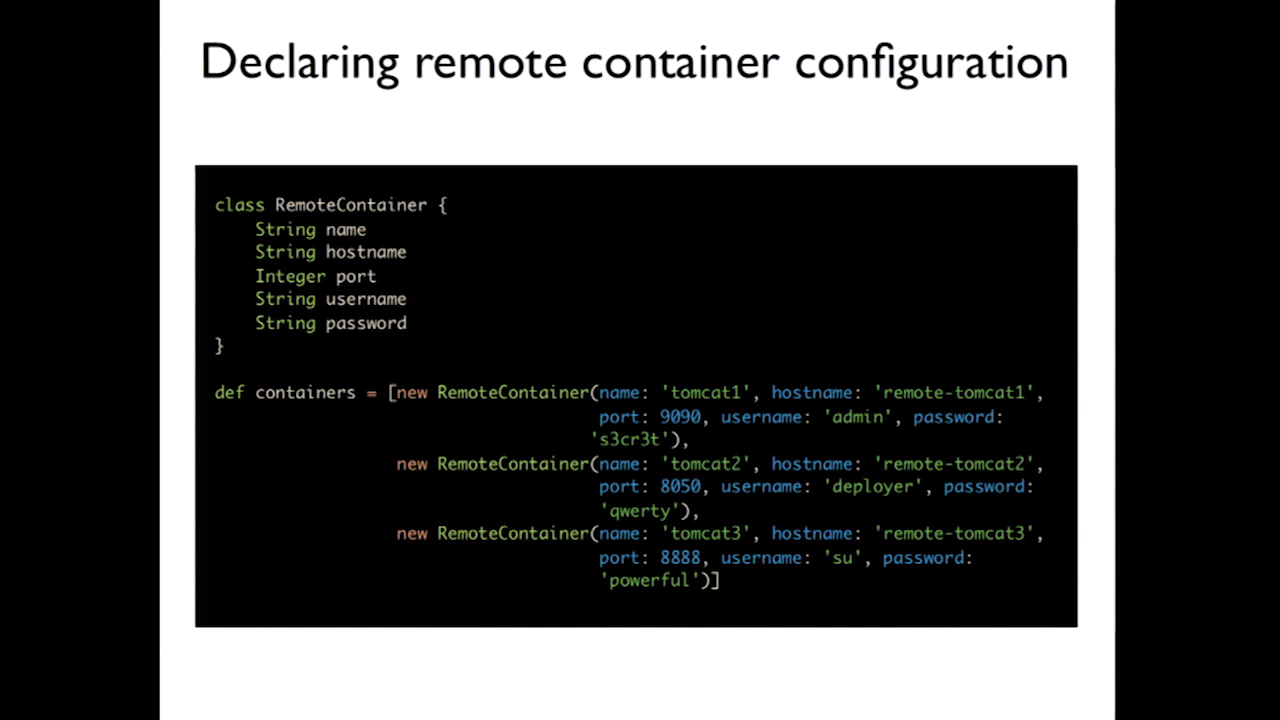 Declaring remote container configuration
class RemoteContainer {
String name
String hostname
Integer port
String username
String password
}
def containers = [new RemoteContainer(name: 'tomcat1', hostname: 'remote-tomcat1',
port: 9090, username: 'admin', password:
's3cr3t'),
new RemoteContainer(name: 'tomcat2', hostname: 'remote-tomcat2',
port: 8050, username: 'deployer', password:
'qwerty'),
new RemoteContainer(name: 'tomcat3', hostname: 'remote-tomcat3',
port: 8888, username: 'su', password:
'powerful')]